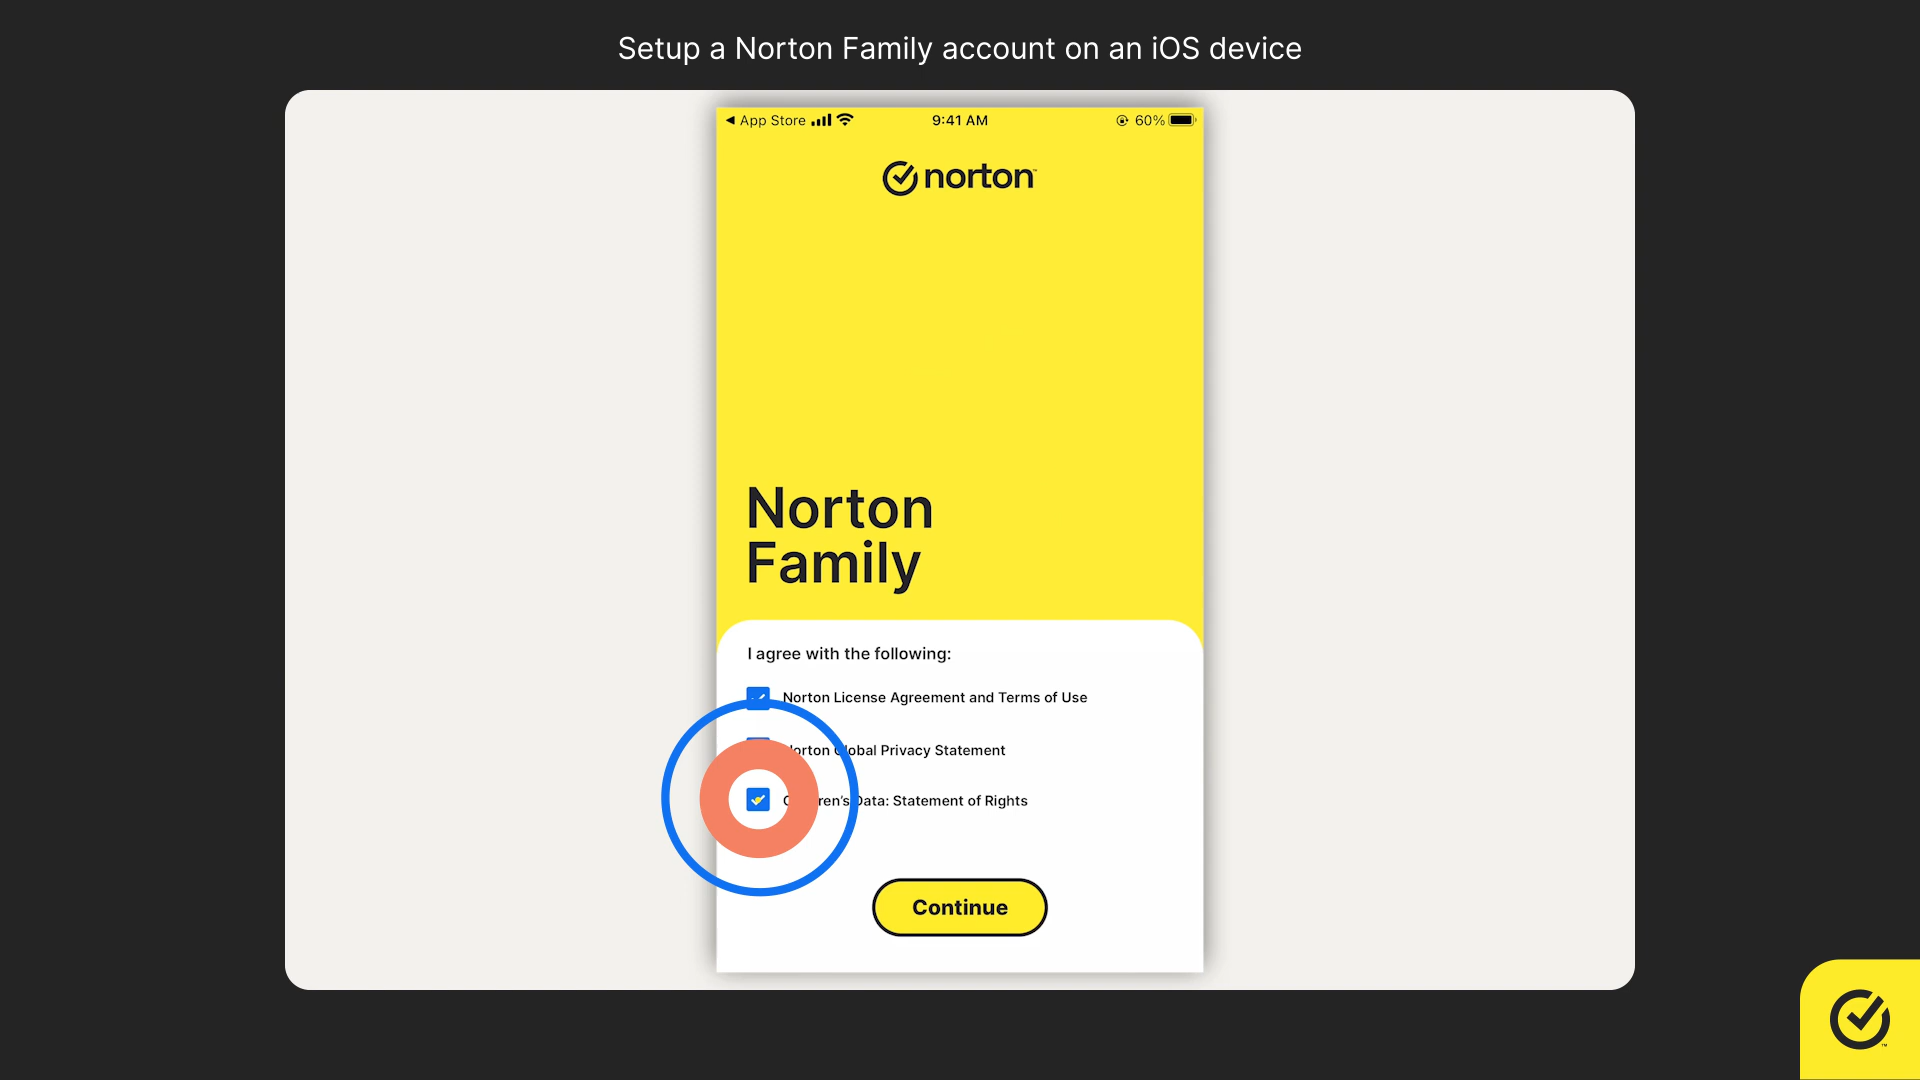 Setup a Norton Family account on an iOS device
App Store 9:41 AM 60%
norton
Norton
Family
I agree with the following:
Norton License Agreement and Terms of Use
Global Privacy Statement
Data: Statement of Rights
Continue